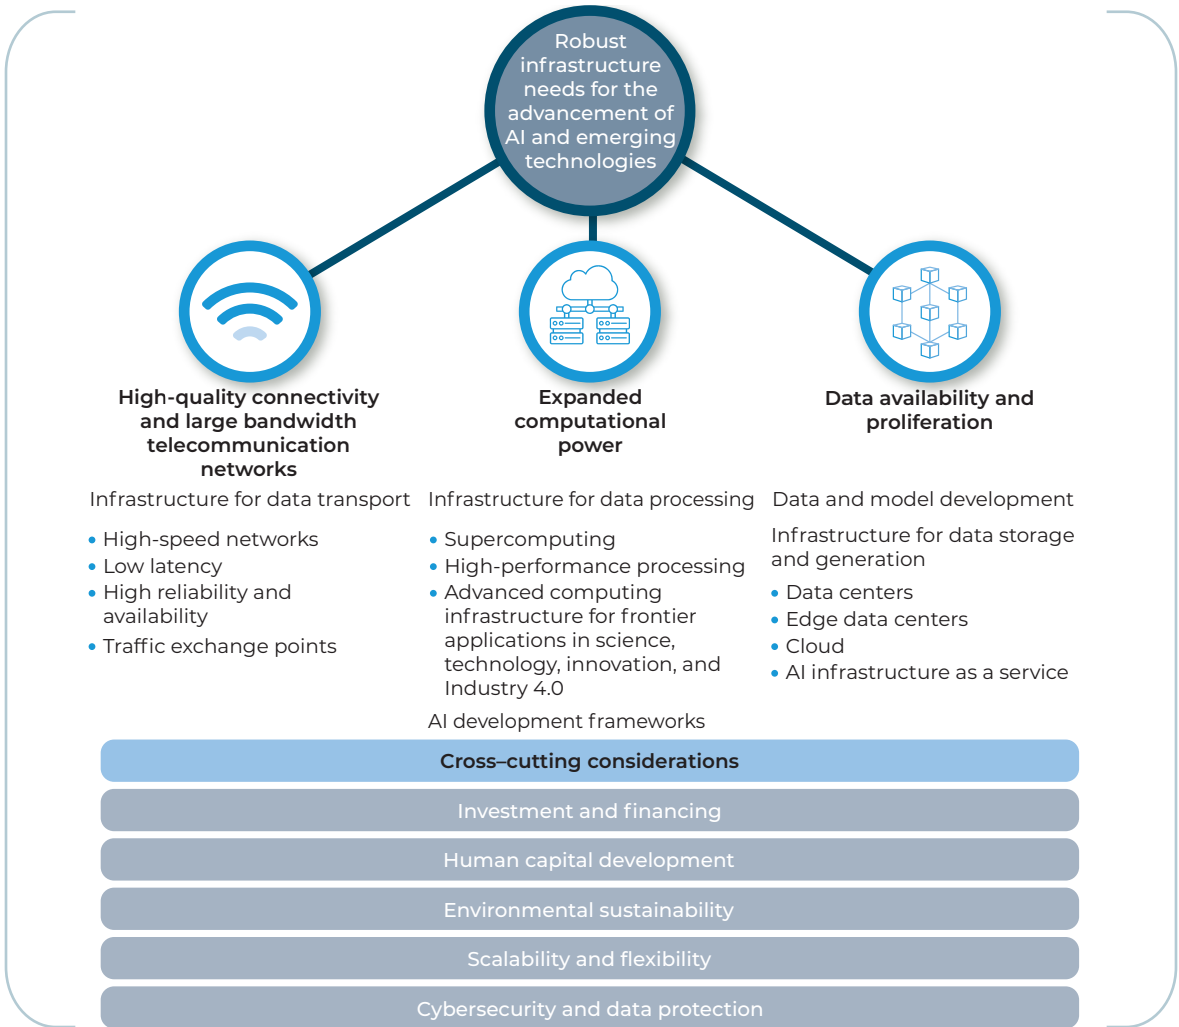 Robust
infrastructure
needs for the
advancement of
AI and emerging
technologies
High-quality connectivity
and large bandwidth
telecommunication
networks
Infrastructure for data transport
• High-speed networks
• Low latency
• High reliability and
availability
• Traffic exchange points
Expanded
computational
power
Infrastructure for data processing
• Supercomputing
• High-performance processing
• Advanced computing
infrastructure for frontier
applications in science,
technology, innovation, and
Industry 4.0
AI development frameworks
Data availability and
proliferation
Data and model development
Infrastructure for data storage
and generation
• Data centers
• Edge data centers
• Cloud
• AI infrastructure as a service
Cross–cutting considerations
Investment and financing
Human capital development
Environmental sustainability
Scalability and flexibility
Cybersecurity and data protection